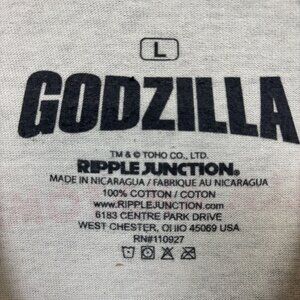 L
GODZILLA
TM & © TOHO CO., LTD.
RIPPLE JUNCTION®
MADE IN NICARAGUA / FABRIQUE AU NICARAGUA
100% COTTON / COTON
www.RIPPLEJUNCTION.com
6183 CENTRE PARK DRIVE
WEST CHESTER, OHIO 45069 USA
RN#110927